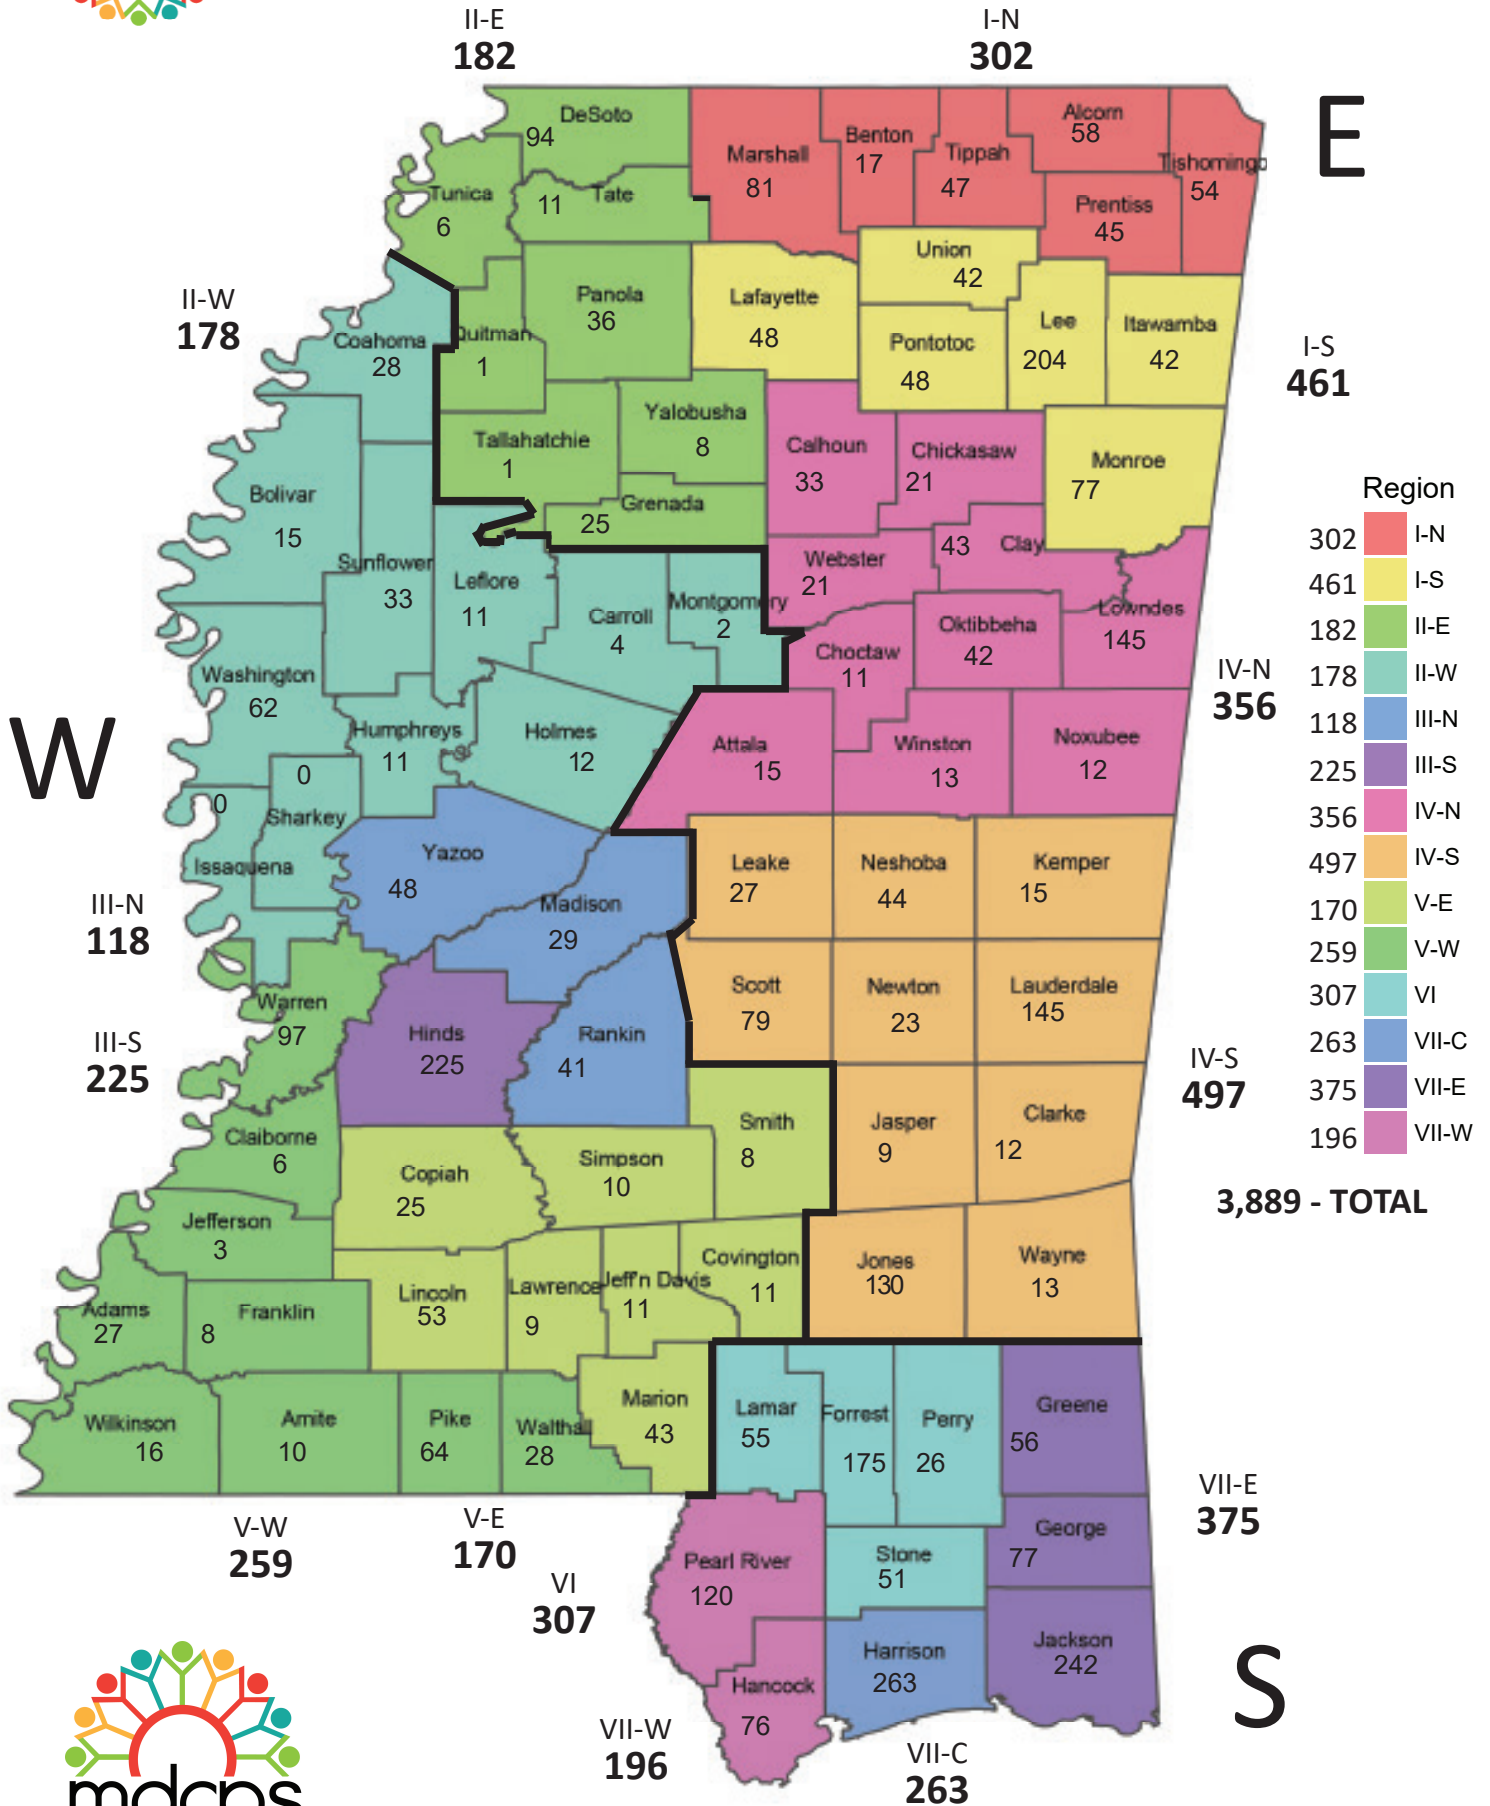 II-E
182
I-N
302
E
W
S
DeSoto
94
Tunica
6
Tate
11
Marshall
81
Benton
17
Tippah
47
Alcorn
58
Tishomingo
54
Prentiss
45
Union
42
II-W
178
Coahoma
28
Quitman
1
Panola
36
Lafayette
48
Pontotoc
48
Lee
204
Itawamba
42
I-S
461
Tallahatchie
1
Yalobusha
8
Grenada
25
Calhoun
33
Chickasaw
21
Monroe
77
Bolivar
15
Sunflower
33
Leflore
11
Carroll
4
Montgomery
2
Webster
21
Clay
43
Lowndes
145
Oktibbeha
42
Choctaw
11
IV-N
356
Washington
62
Humphreys
11
Holmes
12
Attala
15
Winston
13
Noxubee
12
0
Sharkey
0
Issaquena
Yazoo
48
Madison
29
Leake
27
Neshoba
44
Kemper
15
III-N
118
Warren
97
Hinds
225
Rankin
41
Scott
79
Newton
23
Lauderdale
145
III-S
225
IV-S
497
Claiborne
6
Copiah
25
Simpson
10
Smith
8
Jasper
9
Clarke
12
Jefferson
3
Adams
27
Franklin
8
Lincoln
53
Lawrence
9
Jeff'n Davis
11
Covington
11
Jones
130
Wayne
13
Wilkinson
16
Amite
10
Pike
64
Walthall
28
Marion
43
Lamar
55
Forrest
175
Perry
26
Greene
56
V-W
259
V-E
170
VI
307
VII-E
375
Pearl River
120
Stone
51
George
77
Hancock
76
Harrison
263
Jackson
242
VII-W
196
VII-C
263
Region
302 I-N
461 I-S
182 II-E
178 II-W
118 III-N
225 III-S
356 IV-N
497 IV-S
170 V-E
259 V-W
307 VI
263 VII-C
375 VII-E
196 VII-W
3,889 - TOTAL
mdcps